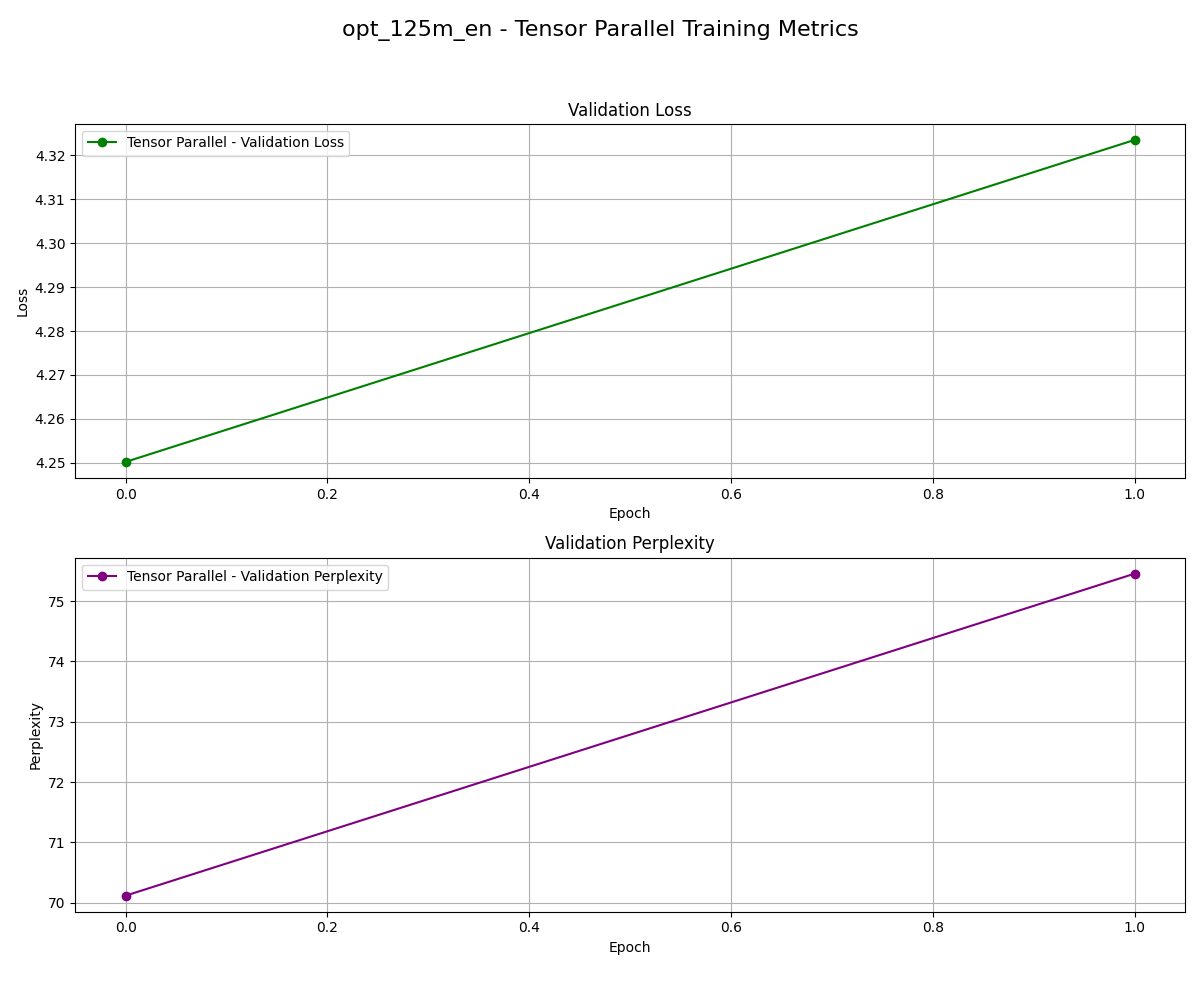 opt_125m_en - Tensor Parallel Training Metrics
Validation Loss
Tensor Parallel - Validation Loss
Loss
4.32
4.31
4.30
4.29
4.28
4.27
4.26
4.25
0.0 0.2 0.4 0.6 0.8 1.0
Epoch
Validation Perplexity
Tensor Parallel - Validation Perplexity
Perplexity
75
74
73
72
71
70
0.0 0.2 0.4 0.6 0.8 1.0
Epoch